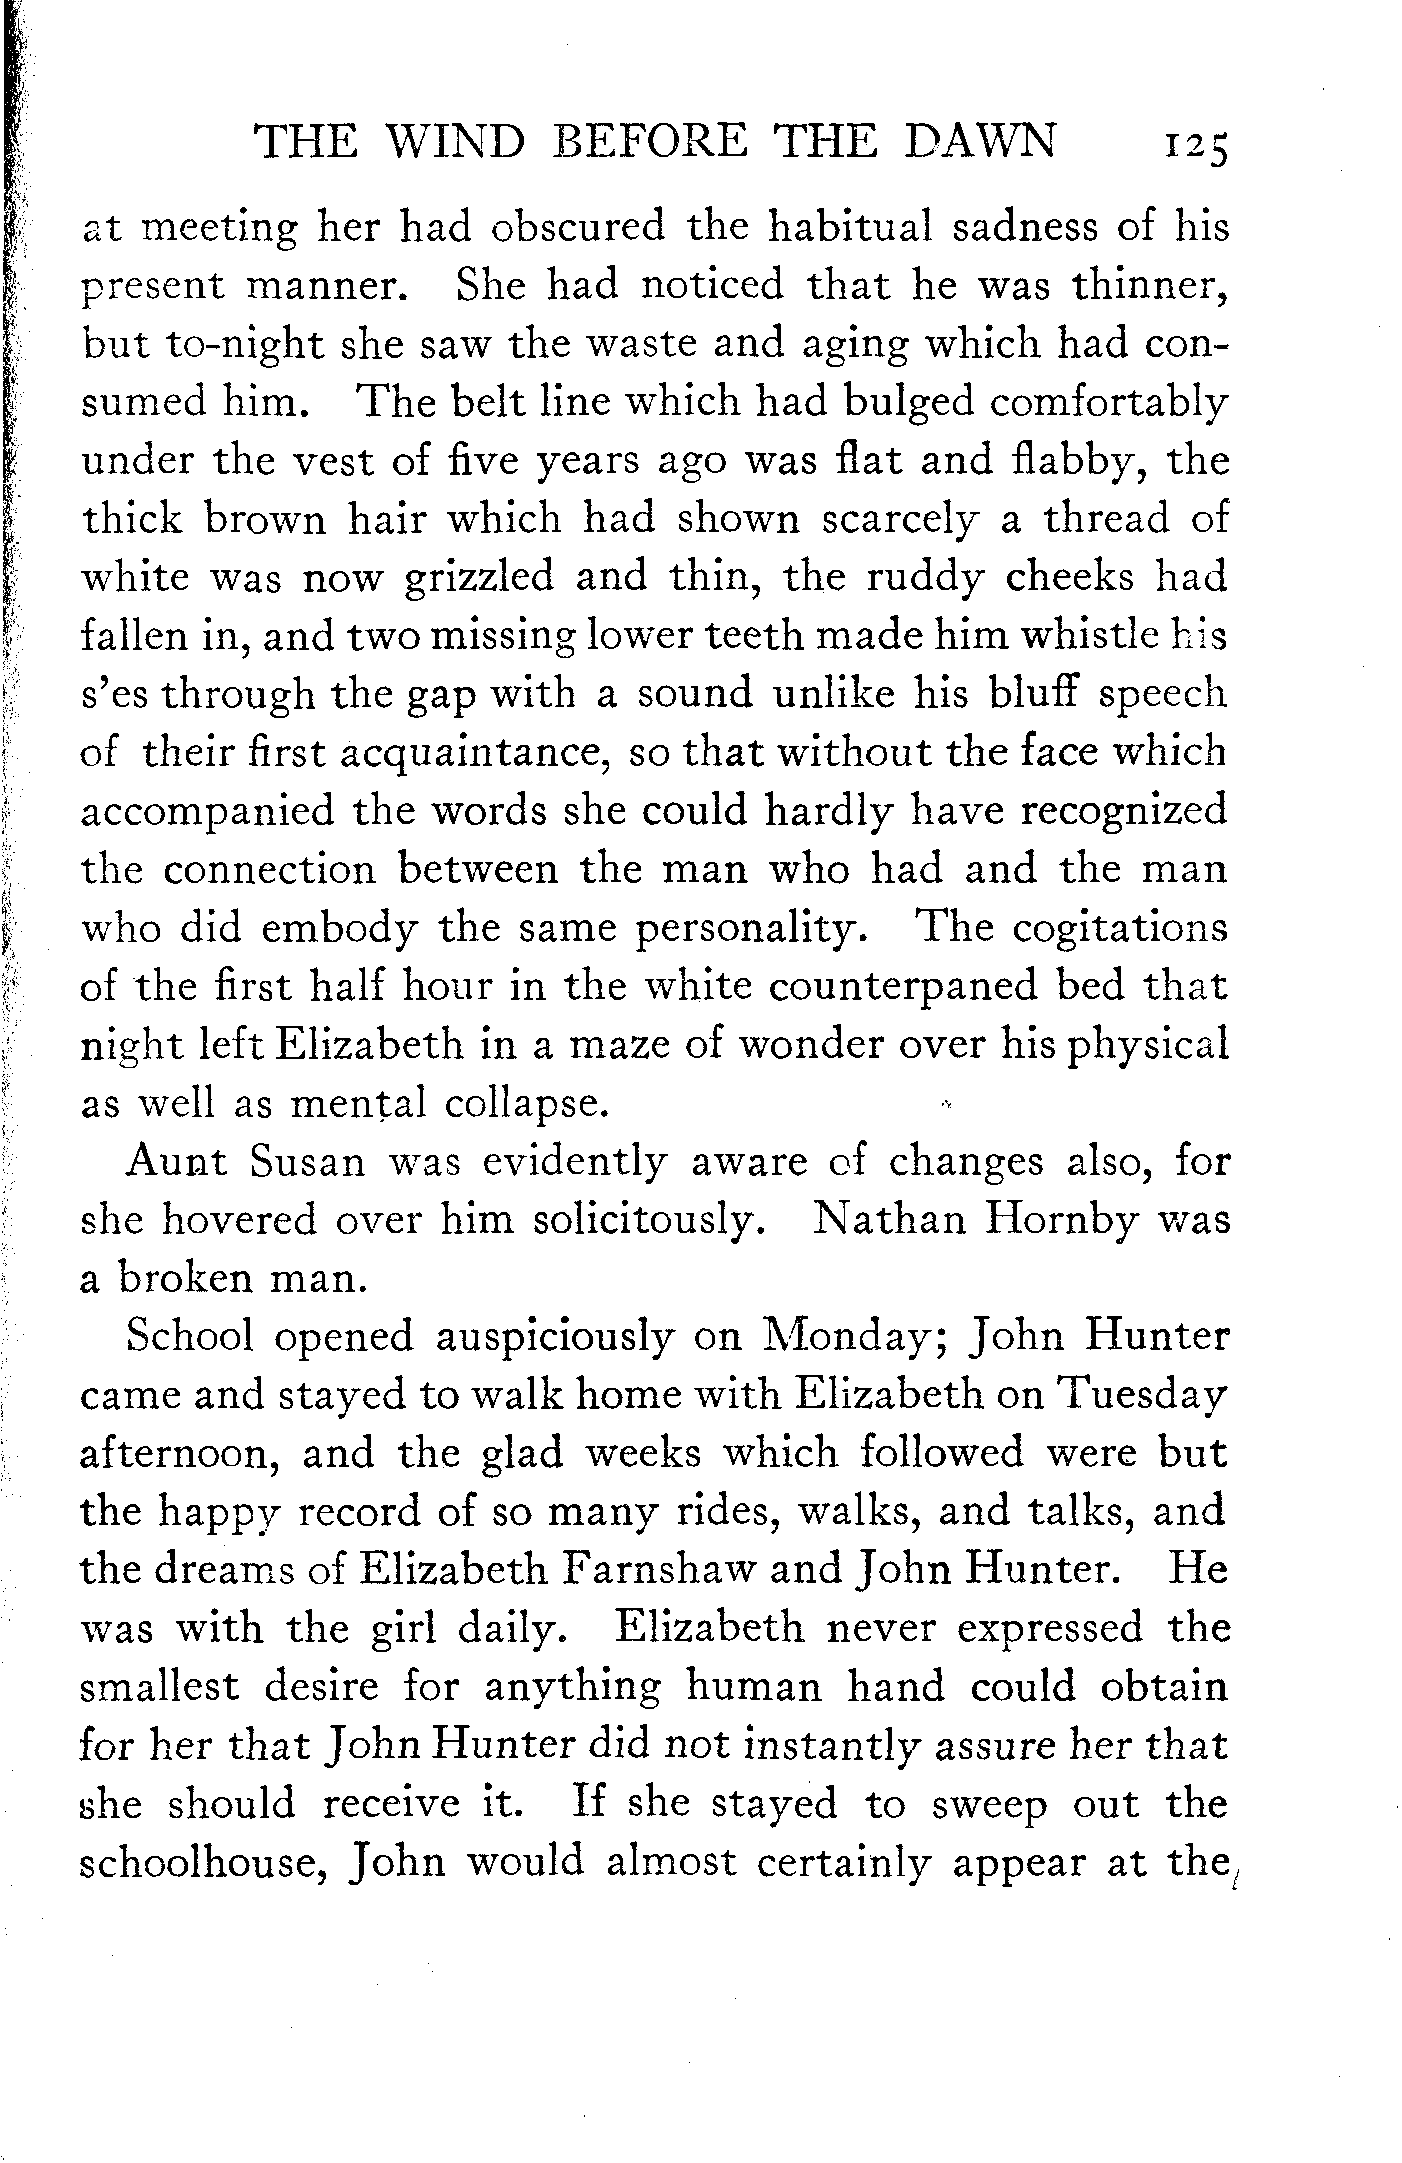 THE WIND BEFORE THE DAWN 125
at meeting her had obscured the habitual sadness of his
present manner. She had noticed that he was thinner,
but to-night she saw the waste and aging which had con-
sumed him. The belt line which had bulged comfortably
under the vest of five years ago was flat and flabby, the
thick brown hair which had shown scarcely a thread of
white was now grizzled and thin, the ruddy cheeks had
fallen in, and two missing lower teeth made him whistle his
s'es through the gap with a sound unlike his bluff speech
of their first acquaintance, so that without the face which
accompanied the words she could hardly have recognized
the connection between the man who had and the man
who did embody the same personality. The cogitations
of the first half hour in the white counterpaned bed that
night left Elizabeth in a maze of wonder over his physical
as well as mental collapse.
Aunt Susan was evidently aware of changes also, for
she hovered over him solicitously. Nathan Hornby was
a broken man.
School opened auspiciously on Monday; John Hunter
came and stayed to walk home with Elizabeth on Tuesday
afternoon, and the glad weeks which followed were but
the happy record of so many rides, walks, and talks, and
the dreams of Elizabeth Farnshaw and John Hunter. He
was with the girl daily. Elizabeth never expressed the
smallest desire for anything human hand could obtain
for her that John Hunter did not instantly assure her that
she should receive it. If she stayed to sweep out the
schoolhouse, John would almost certainly appear at the